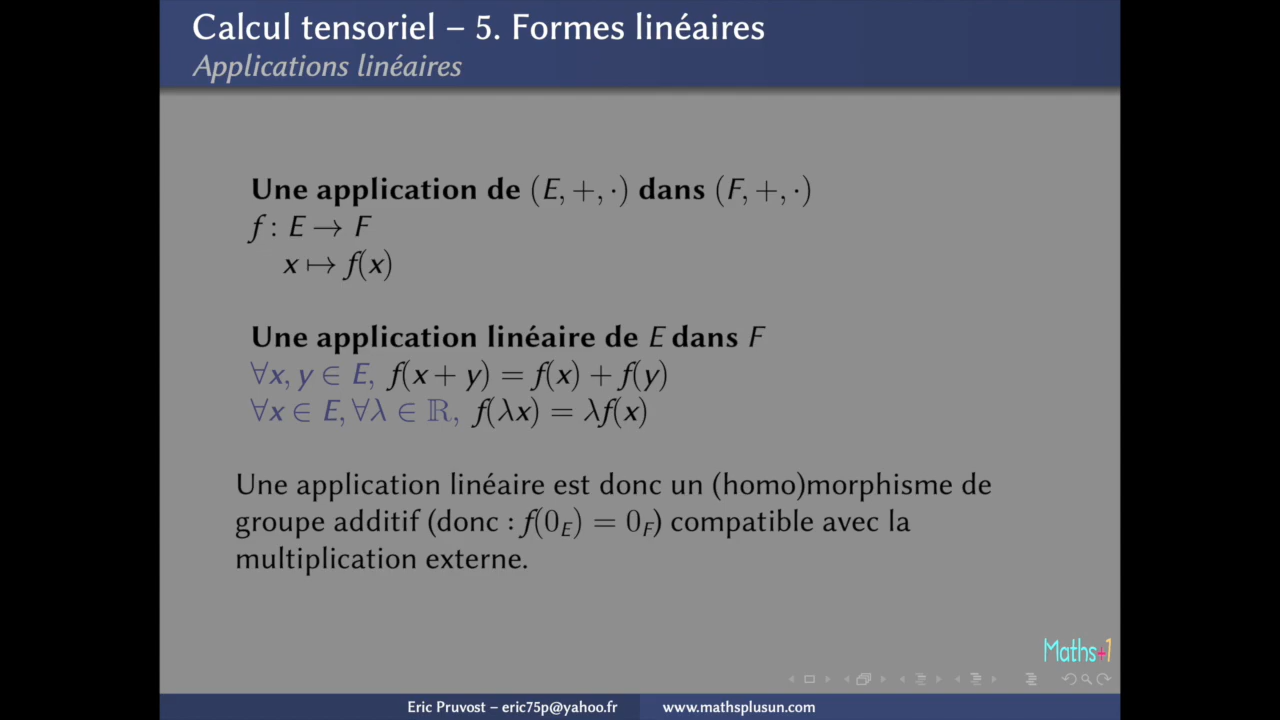 Calcul tensoriel – 5. Formes linéaires
Applications linéaires
Une application de (E, +, ·) dans (F, +, ·)
f : E → F
x ↦ f(x)
Une application linéaire de E dans F
∀x, y ∈ E, f(x + y) = f(x) + f(y)
∀x ∈ E, ∀λ ∈ ℝ, f(λx) = λf(x)
Une application linéaire est donc un (homo)morphisme de
groupe additif (donc : f(0_E) = 0_F) compatible avec la
multiplication externe.
Maths+1
Eric Pruvost – eric75p@yahoo.fr www.mathsplusun.com